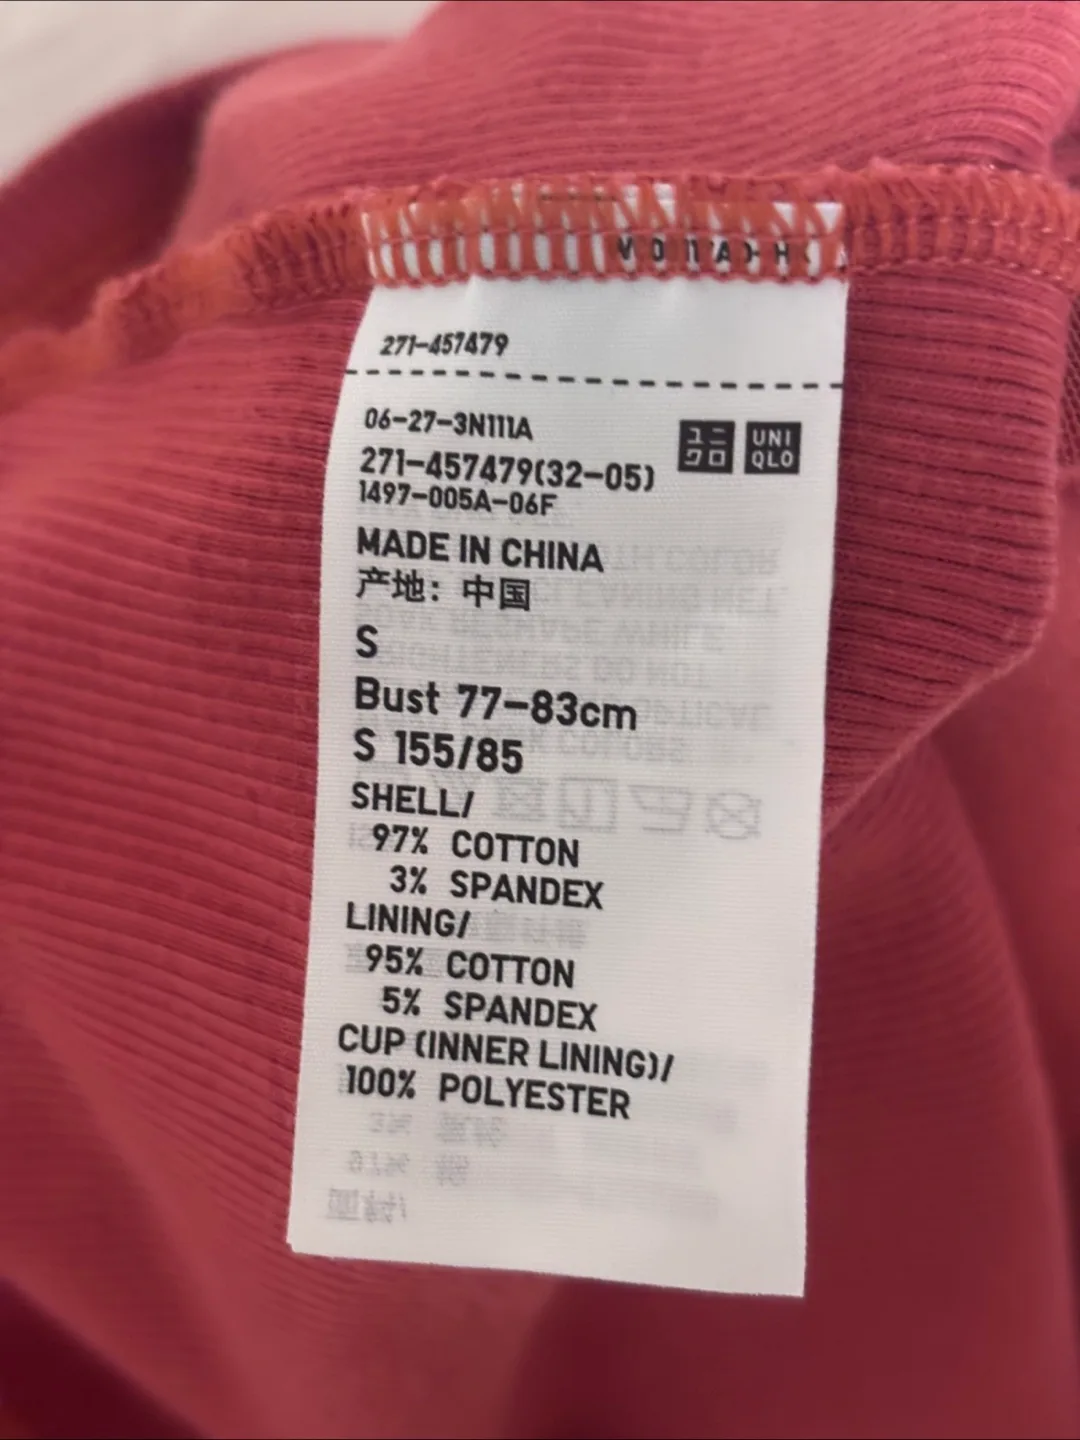 271-457479
06-27-3N111A
ユニ
クロ
UNI
QLO
271-457479(32-05)
1497-005A-06F
MADE IN CHINA
产地：中国
S
Bust 77-83cm
S 155/85
SHELL/
97% COTTON
3% SPANDEX
LINING/
95% COTTON
5% SPANDEX
CUP (INNER LINING)/
100% POLYESTER